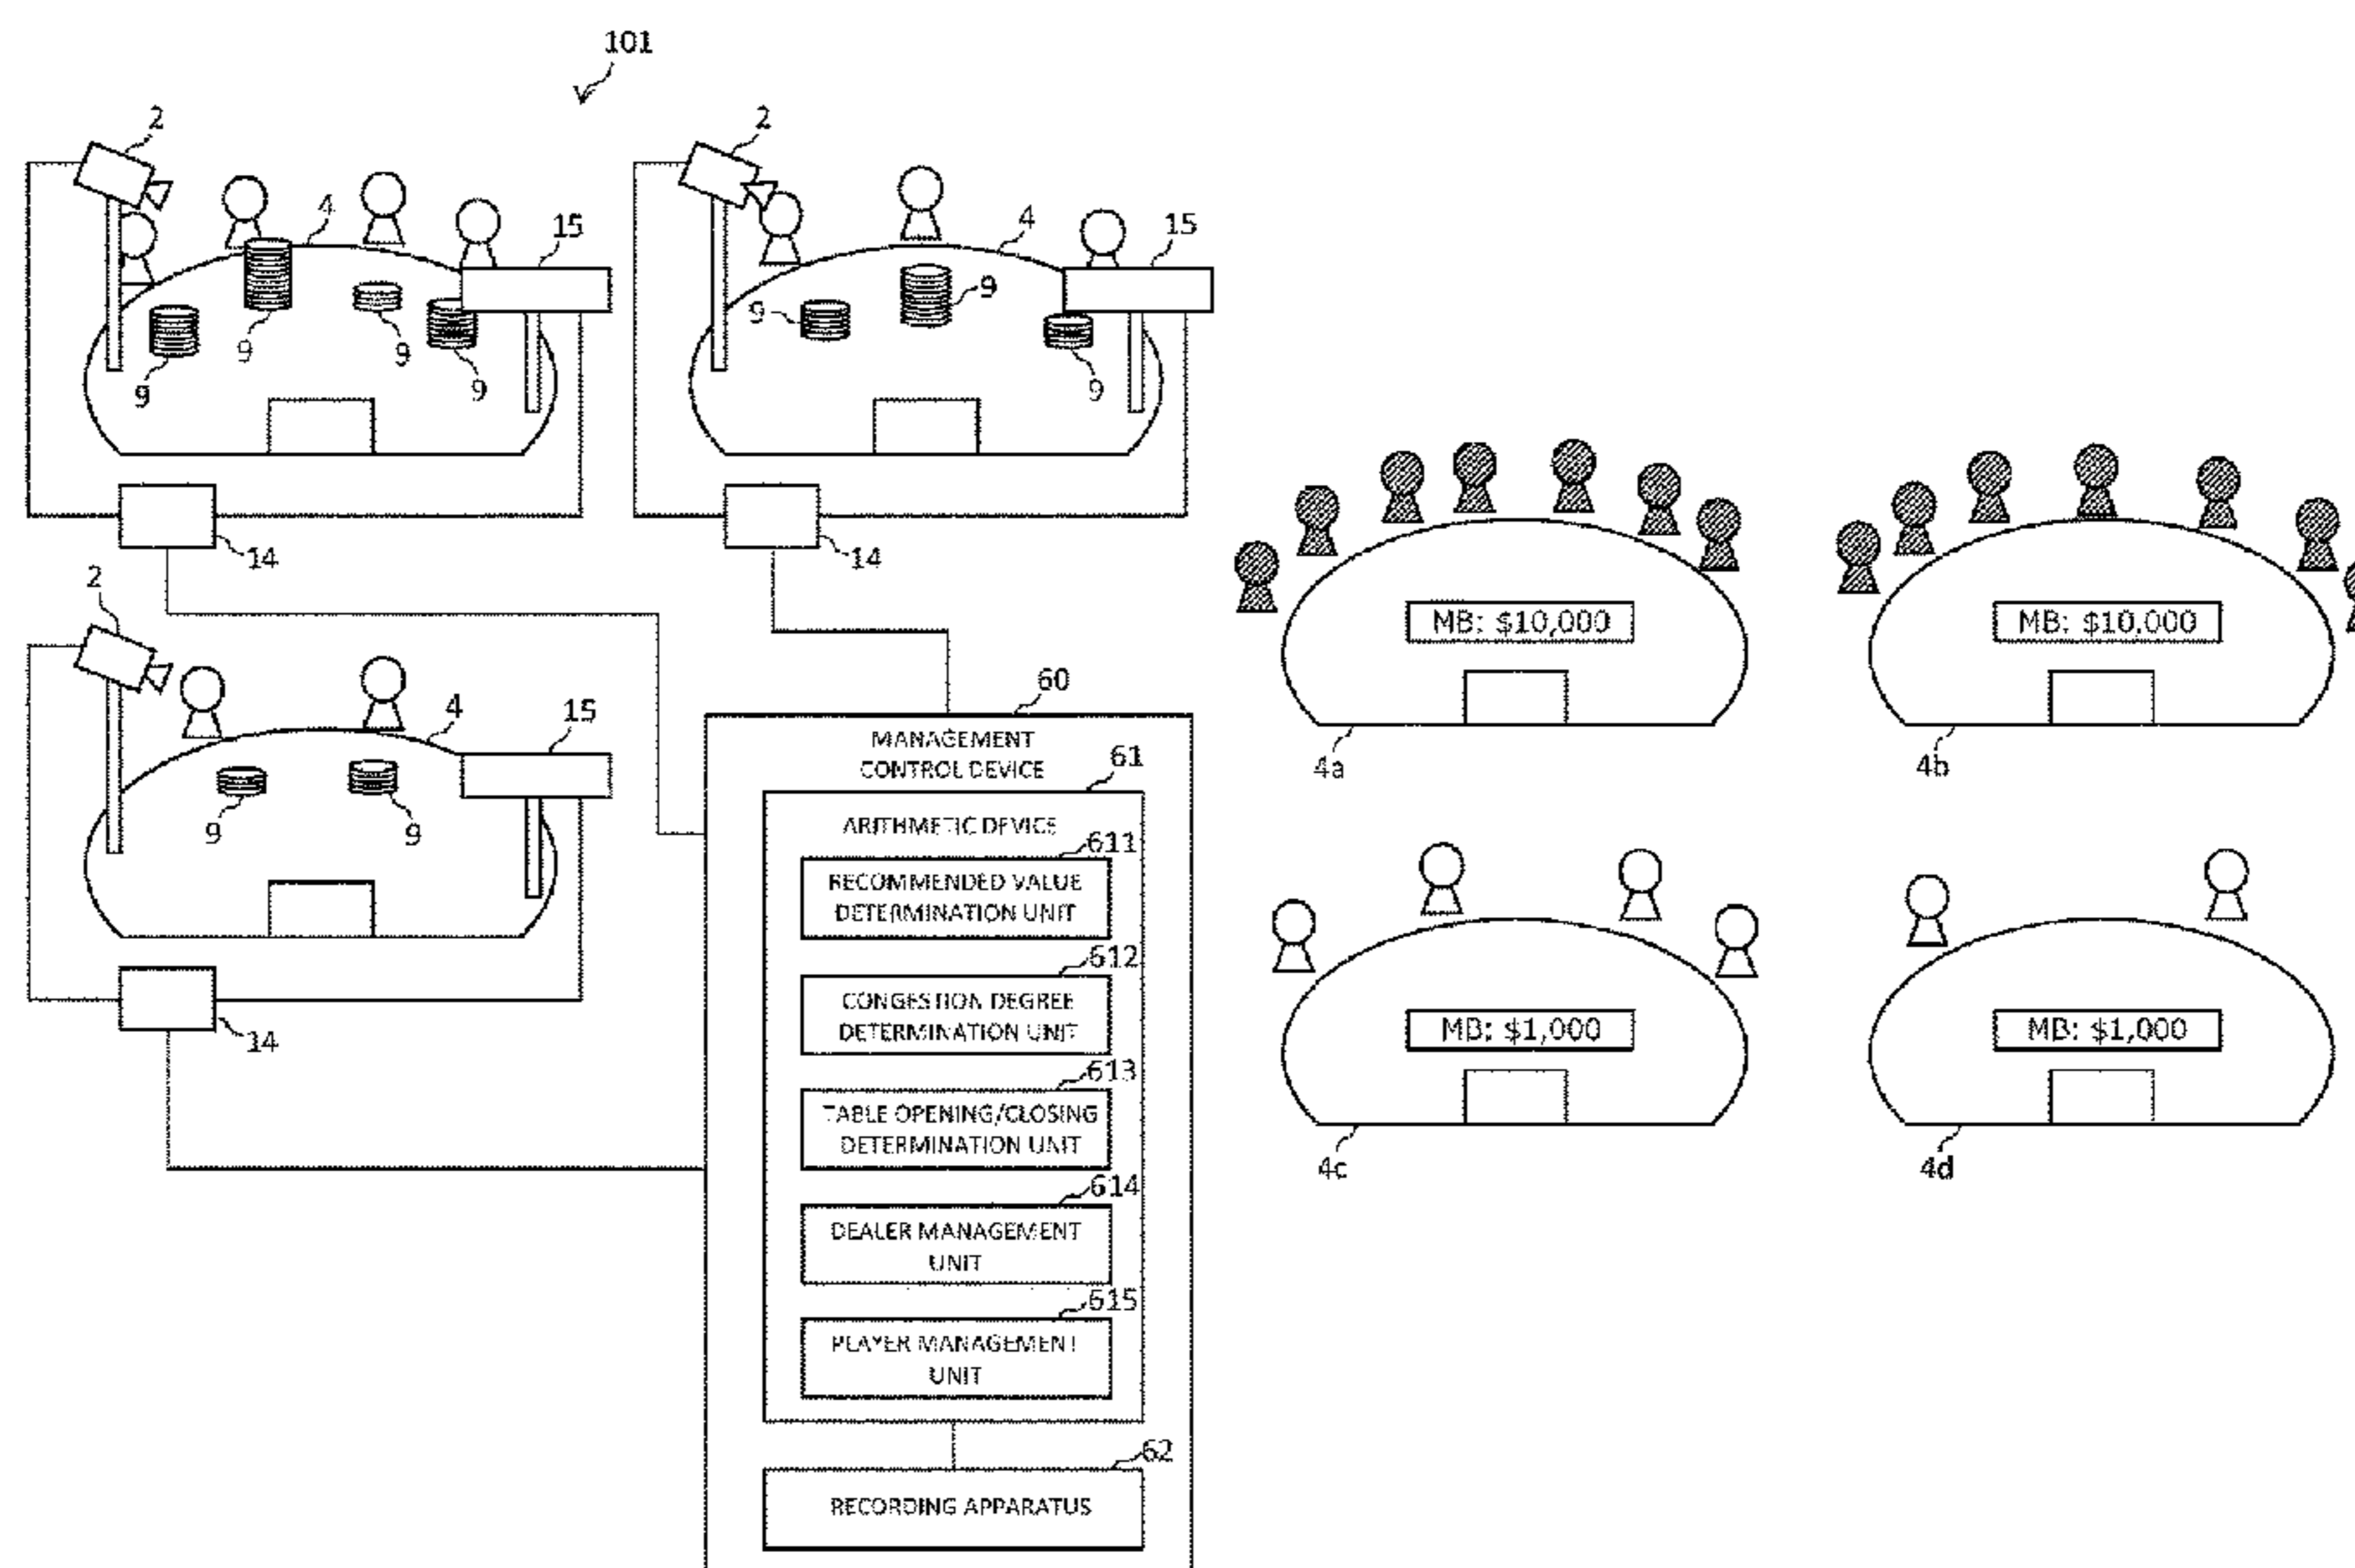 101
2
2
4
15
4
15
9
9
9
9
9
9
9
14
14
2
4
15
9
9
14
60
MANAGEMENT
CONTROL DEVICE
61
ARITHMETIC DEVICE
611
RECOMMENDED VALUE
DETERMINATION UNIT
612
CONGESTION DEGREE
DETERMINATION UNIT
613
TABLE OPENING/CLOSING
DETERMINATION UNIT
614
DEALER MANAGEMENT
UNIT
615
PLAYER MANAGEMENT
UNIT
62
RECORDING APPARATUS
MB: $10,000
4a
MB: $10,000
4b
MB: $1,000
4c
MB: $1,000
4d